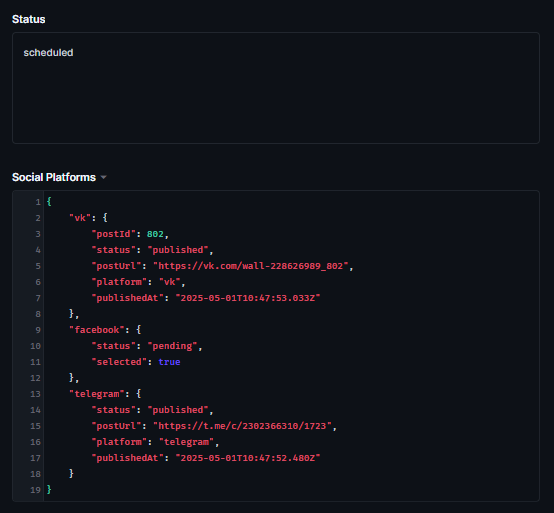 Status
scheduled
Social Platforms
1 {
2 "vk": {
3 "postId": 802,
4 "status": "published",
5 "postUrl": "https://vk.com/wall-228626989_802",
6 "platform": "vk",
7 "publishedAt": "2025-05-01T10:47:53.033Z"
8 },
9 "facebook": {
10 "status": "pending",
11 "selected": true
12 },
13 "telegram": {
14 "status": "published",
15 "postUrl": "https://t.me/c/2302366310/1723",
16 "platform": "telegram",
17 "publishedAt": "2025-05-01T10:47:52.480Z"
18 }
19 }